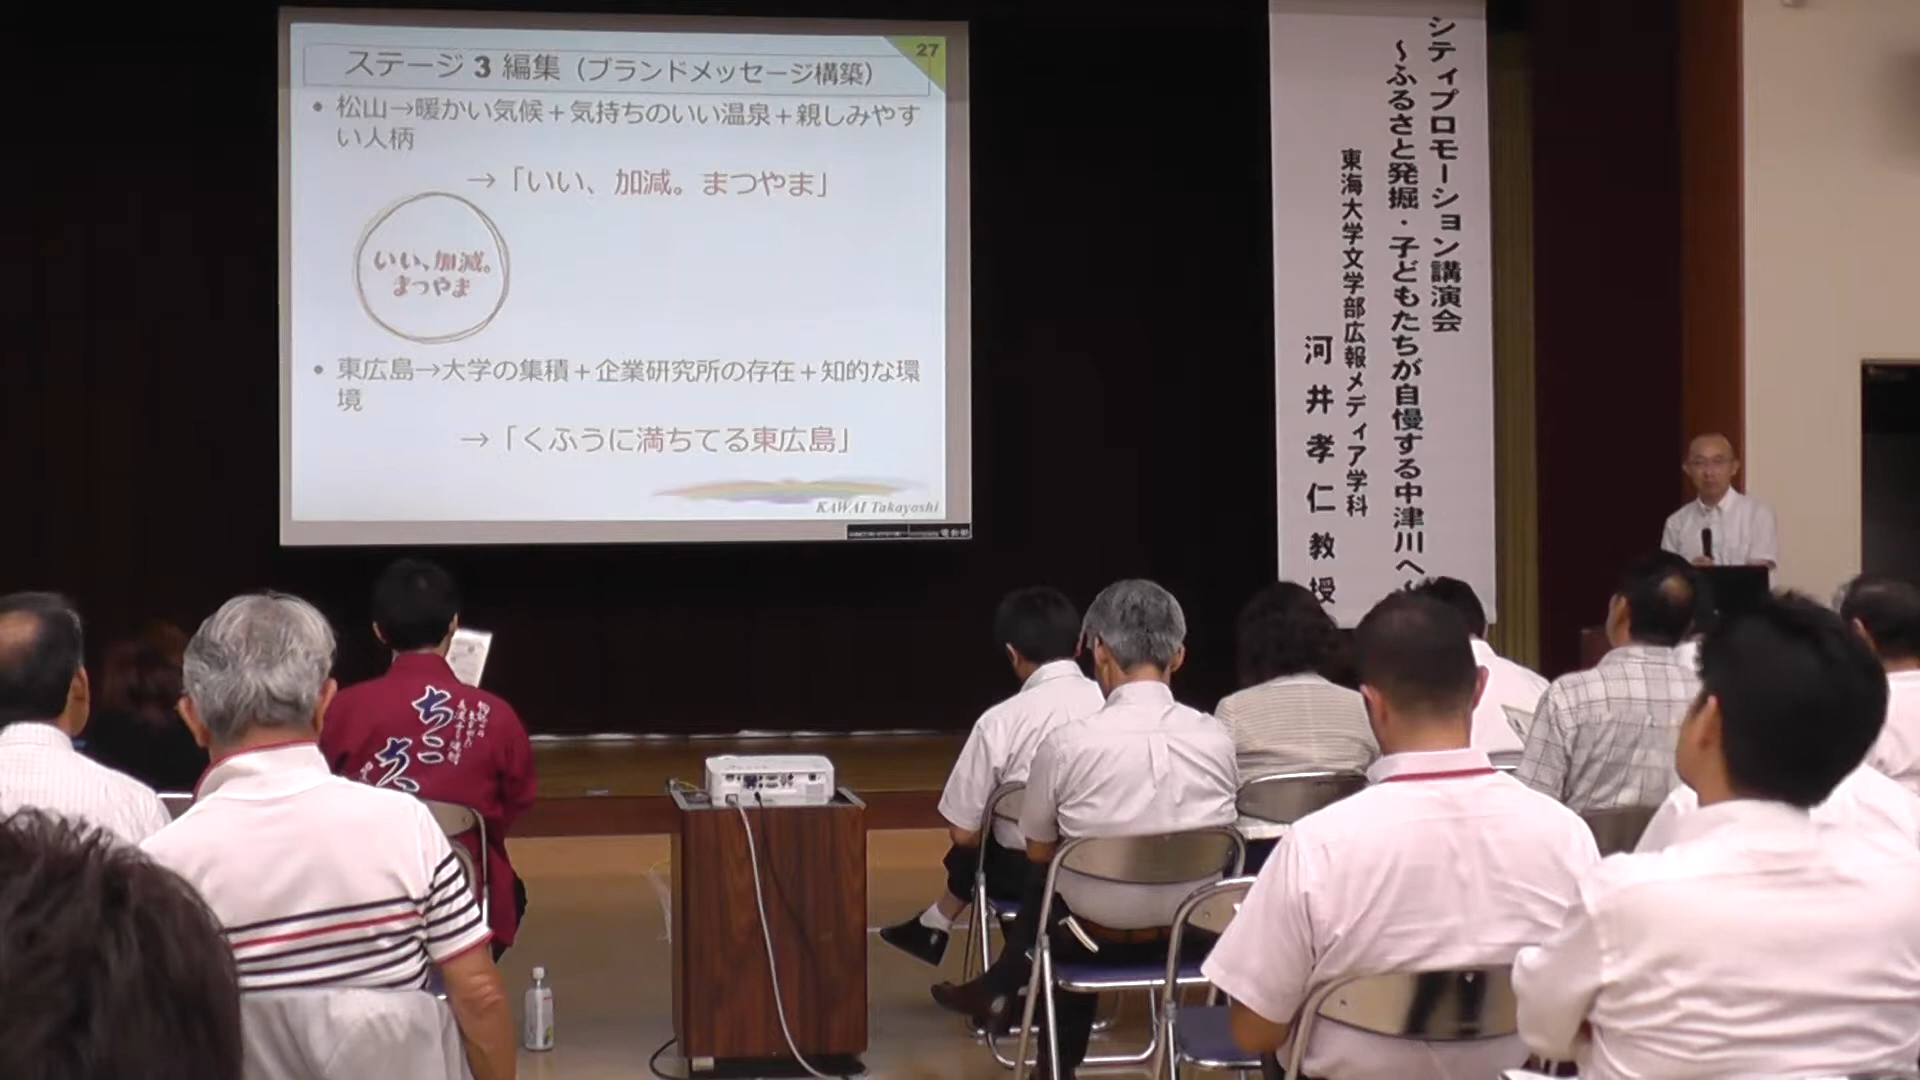 27
ステージ 3 編集（ブランドメッセージ構築）
• 松山→暖かい気候＋気持ちのいい温泉＋親しみやす
い人柄
→「いい、加減。まつやま」
いい、加減。
まつやま
• 東広島→大学の集積＋企業研究所の存在＋知的な環
境
→「くふうに満ちてる東広島」
KAWAI Takayoshi
シティプロモーション講演会
～ふるさと発掘・子どもたちが自慢する中津川へ～
東海大学文学部広報メディア学科
河井孝仁教授
ちこ